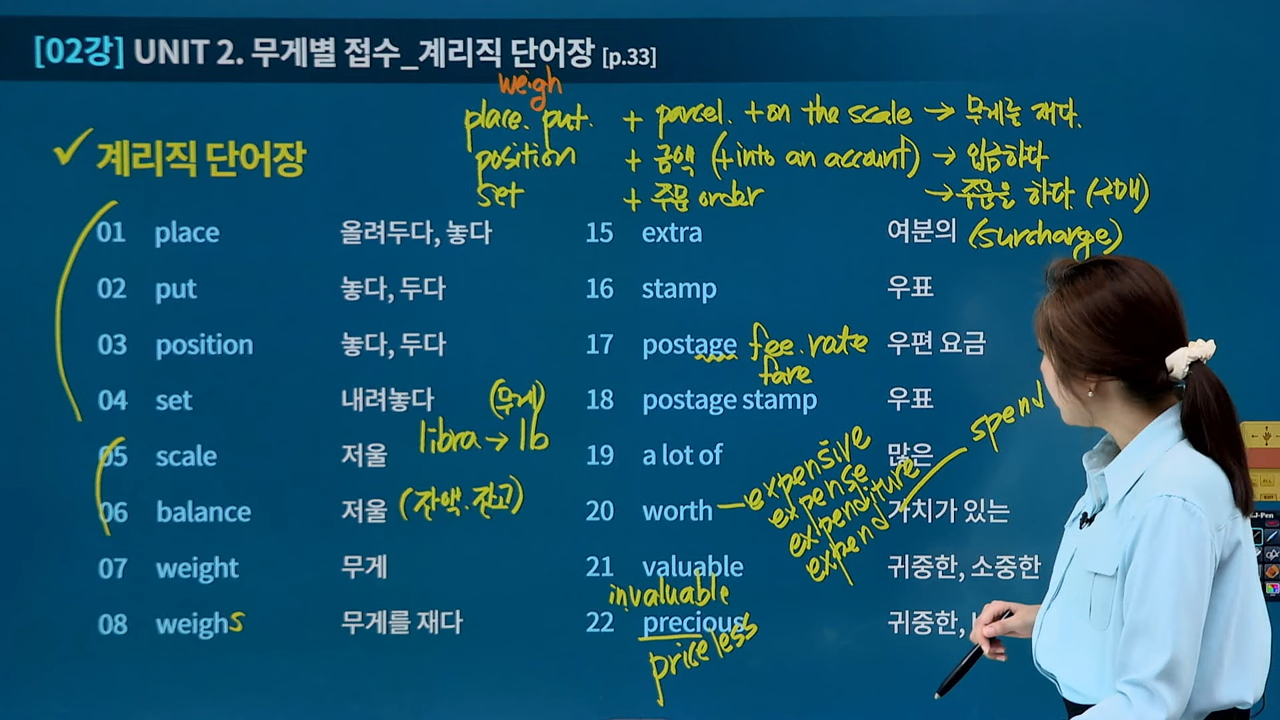 [02강] UNIT 2. 무게별 접수_계리직 단어장 [p.33]
weigh
place. put. + parcel. + on the scale → 무게를 재다.
position + 금액 (+into an account) → 입금하다
set + 주문 order → 주문을 하다 (구매)
✓ 계리직 단어장
01 place 올려두다, 놓다
02 put 놓다, 두다
03 position 놓다, 두다
04 set 내려놓다 (무게)
libra → lb
05 scale 저울
06 balance 저울 (잔액. 잔고)
07 weight 무게
08 weighs 무게를 재다
15 extra 여분의 (surcharge)
16 stamp 우표
17 postage fee. rate 우편 요금
fare
18 postage stamp 우표
19 a lot of 많은
20 worth 가치가 있는
expensive
expense
expenditure
expend
spend
21 valuable 귀중한, 소중한
invaluable
22 precious 귀중한,
priceless